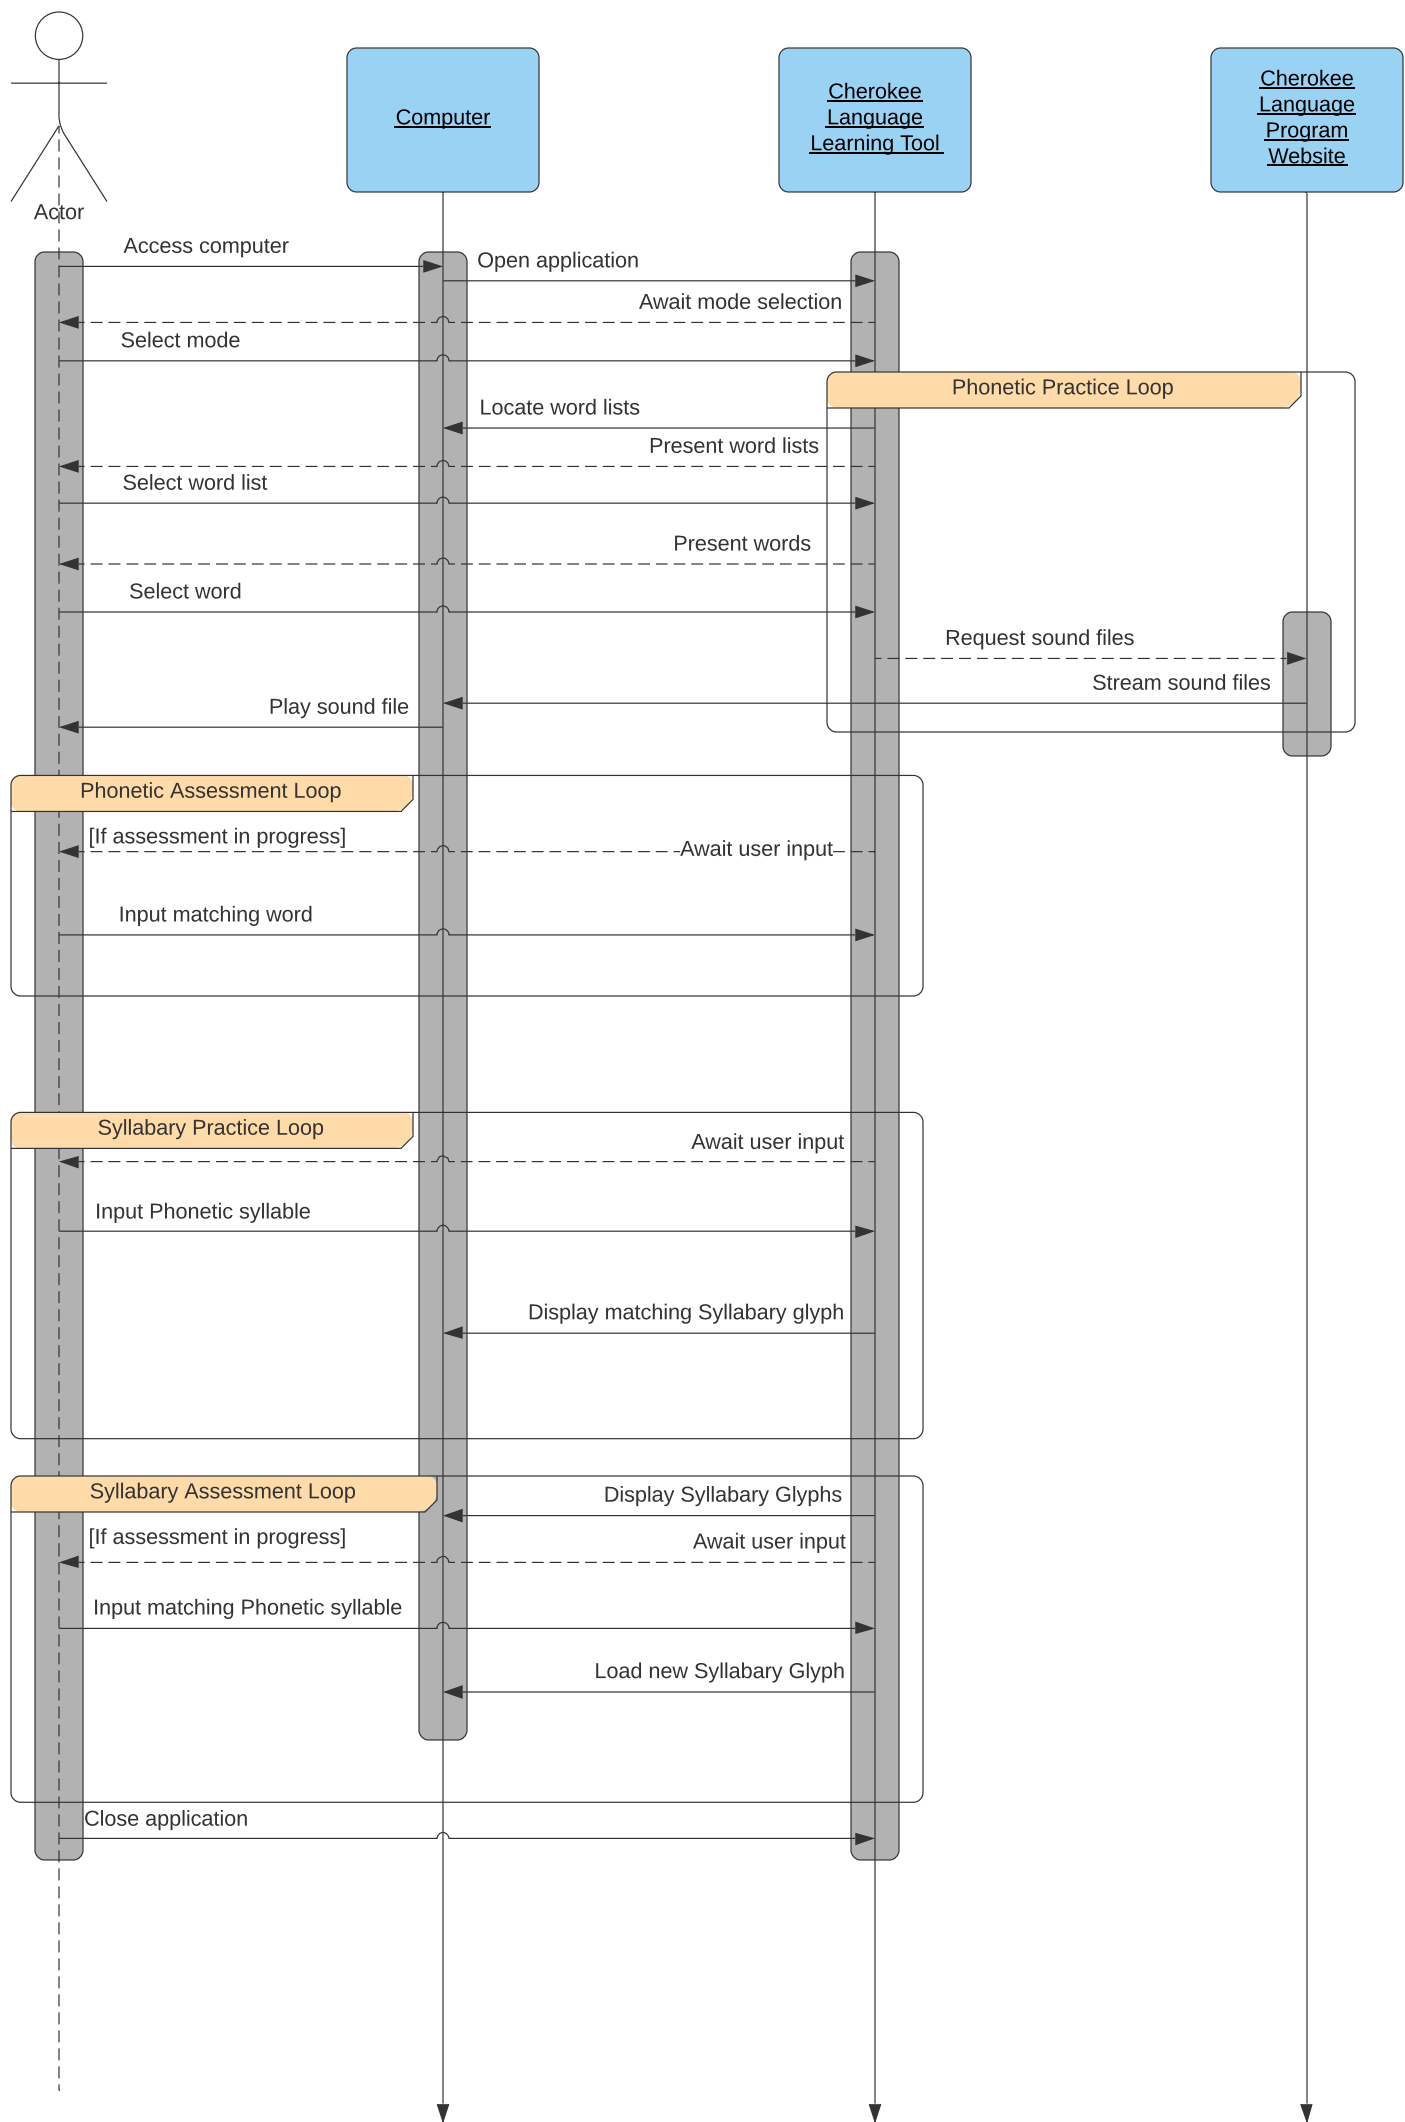 Computer
Cherokee
Language
Learning Tool
Cherokee
Language
Program
Website
Actor
Access computer
Open application
Await mode selection
Select mode
Phonetic Practice Loop
Locate word lists
Present word lists
Select word list
Present words
Select word
Request sound files
Stream sound files
Play sound file
Phonetic Assessment Loop
[If assessment in progress]
Await user input
Input matching word
Syllabary Practice Loop
Await user input
Input Phonetic syllable
Display matching Syllabary glyph
Syllabary Assessment Loop
Display Syllabary Glyphs
[If assessment in progress]
Await user input
Input matching Phonetic syllable
Load new Syllabary Glyph
Close application